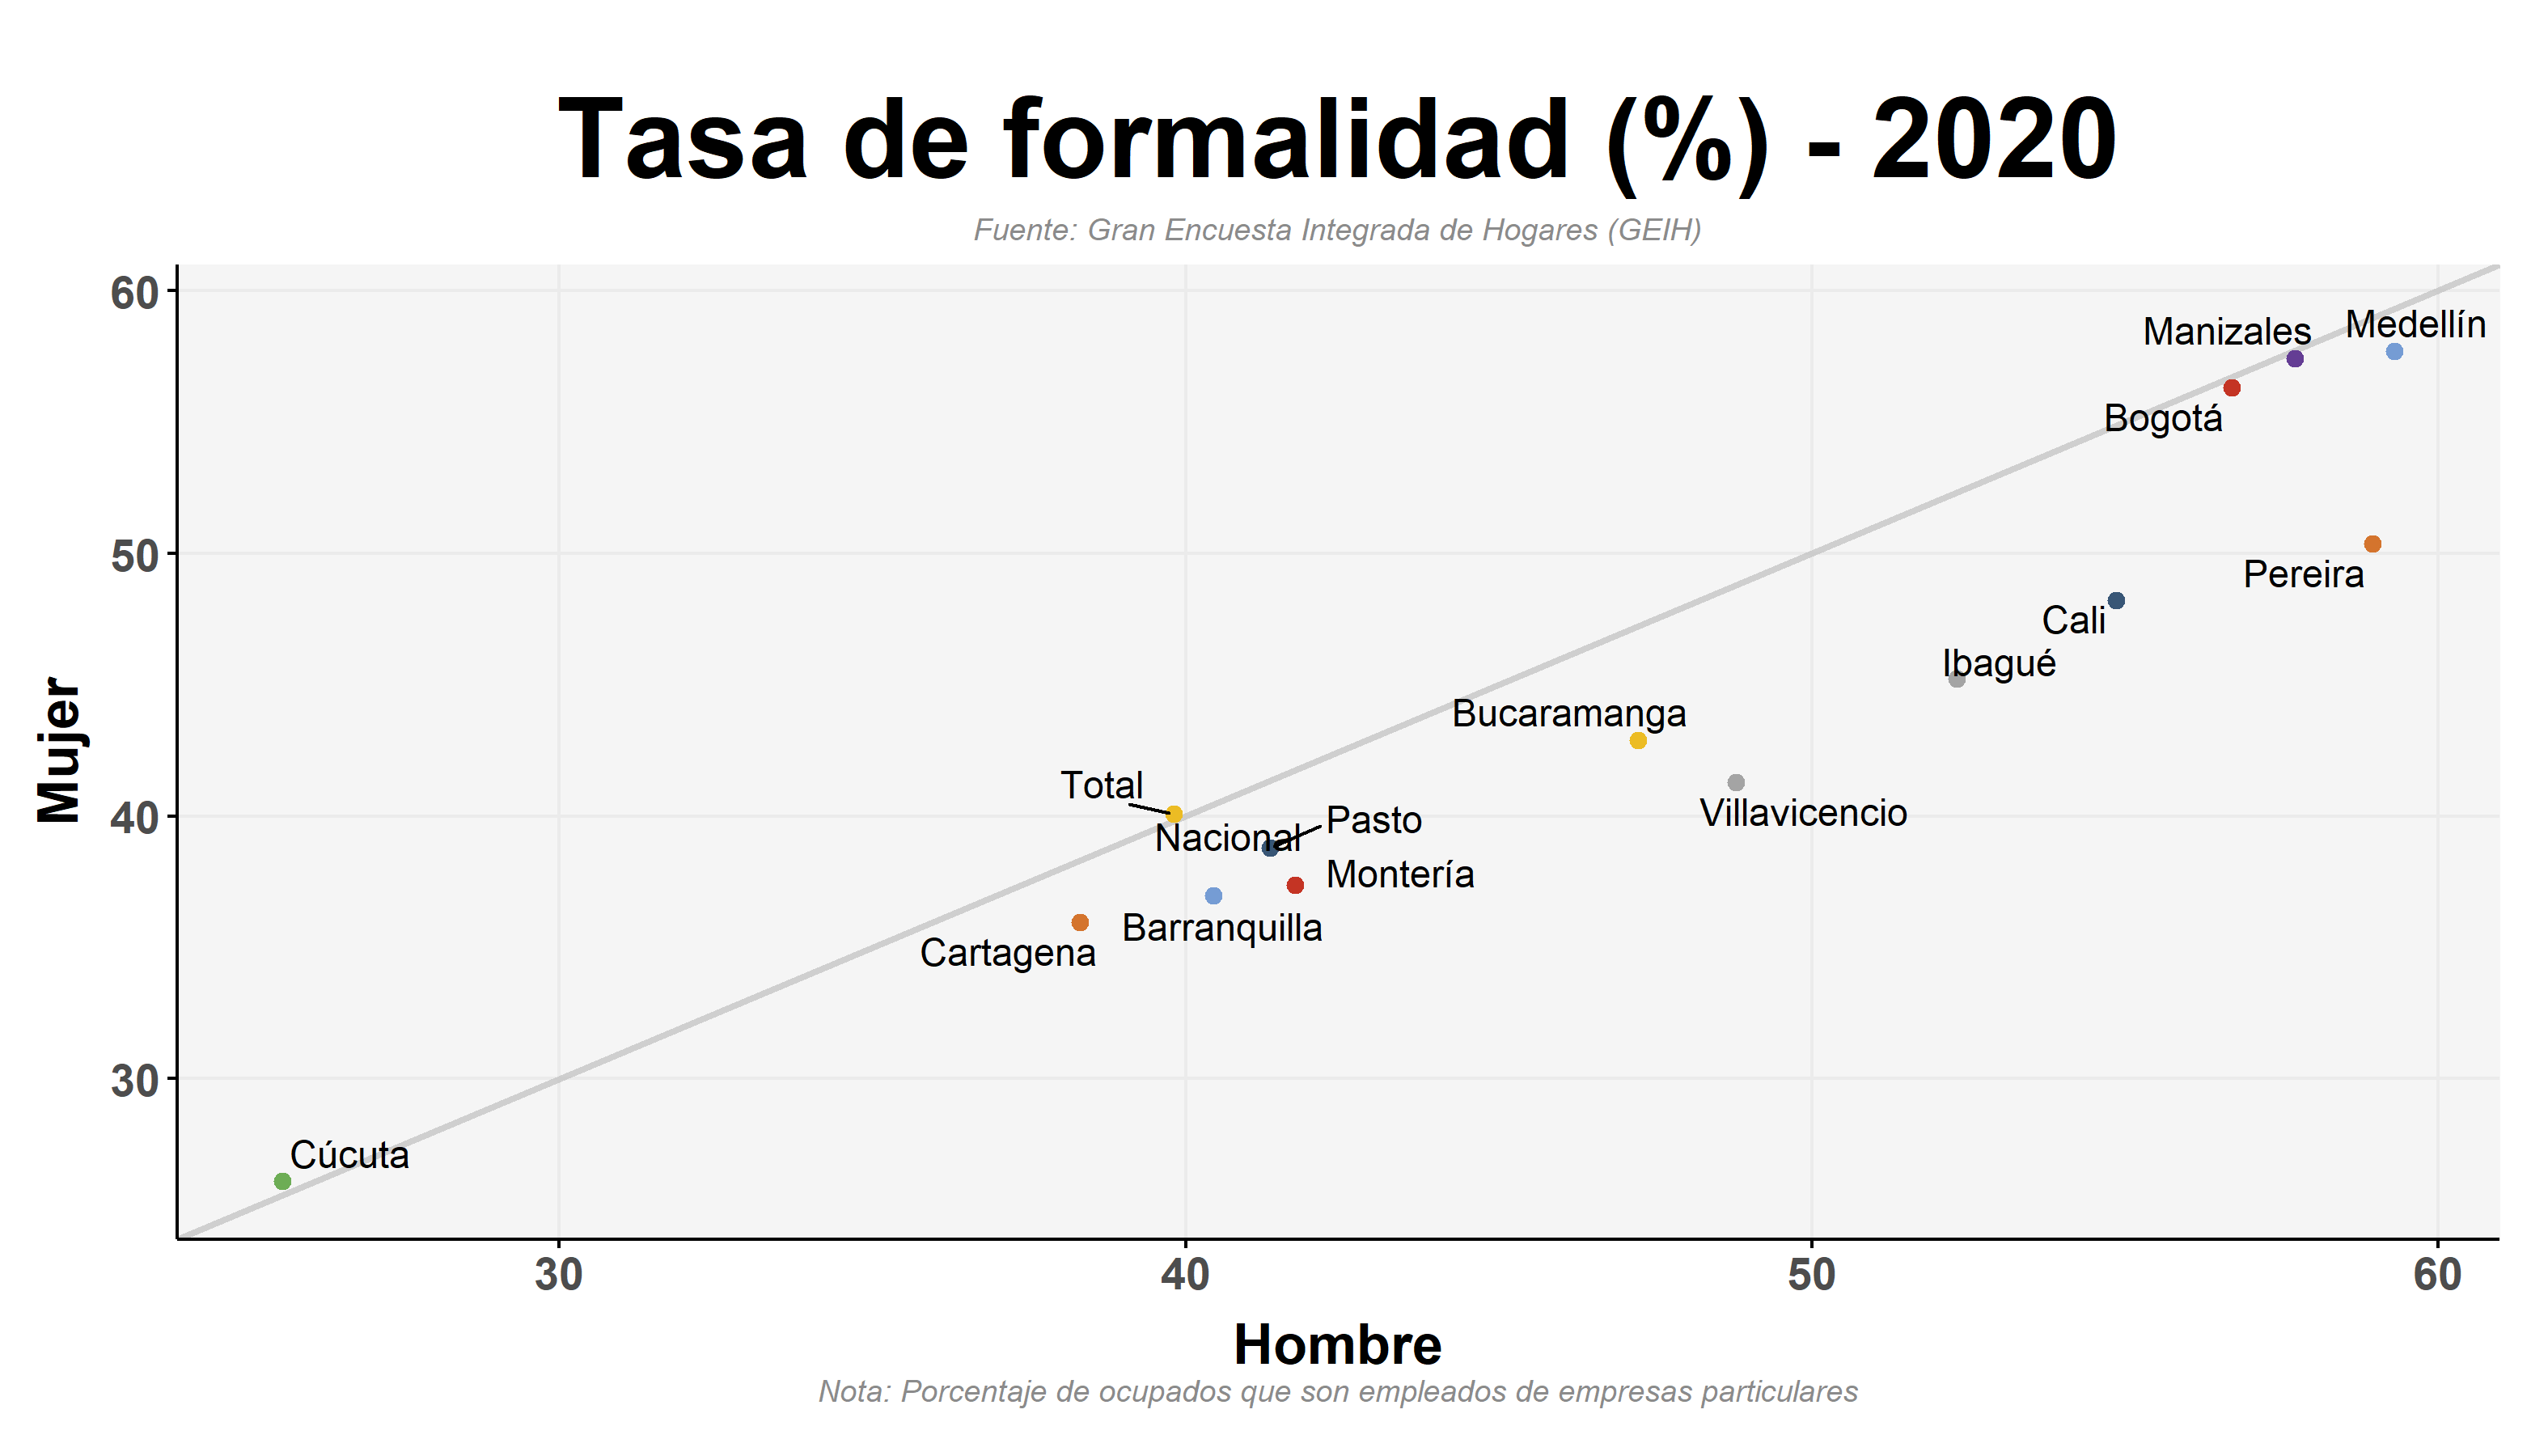 Tasa de formalidad (%) - 2020
Fuente: Gran Encuesta Integrada de Hogares (GEIH)
60
50
40
30
Mujer
Manizales
Medellín
Bogotá
Pereira
Cali
Ibagué
Bucaramanga
Villavicencio
Total
Nacional
Pasto
Montería
Barranquilla
Cartagena
Cúcuta
30
40
50
60
Hombre
Nota: Porcentaje de ocupados que son empleados de empresas particulares